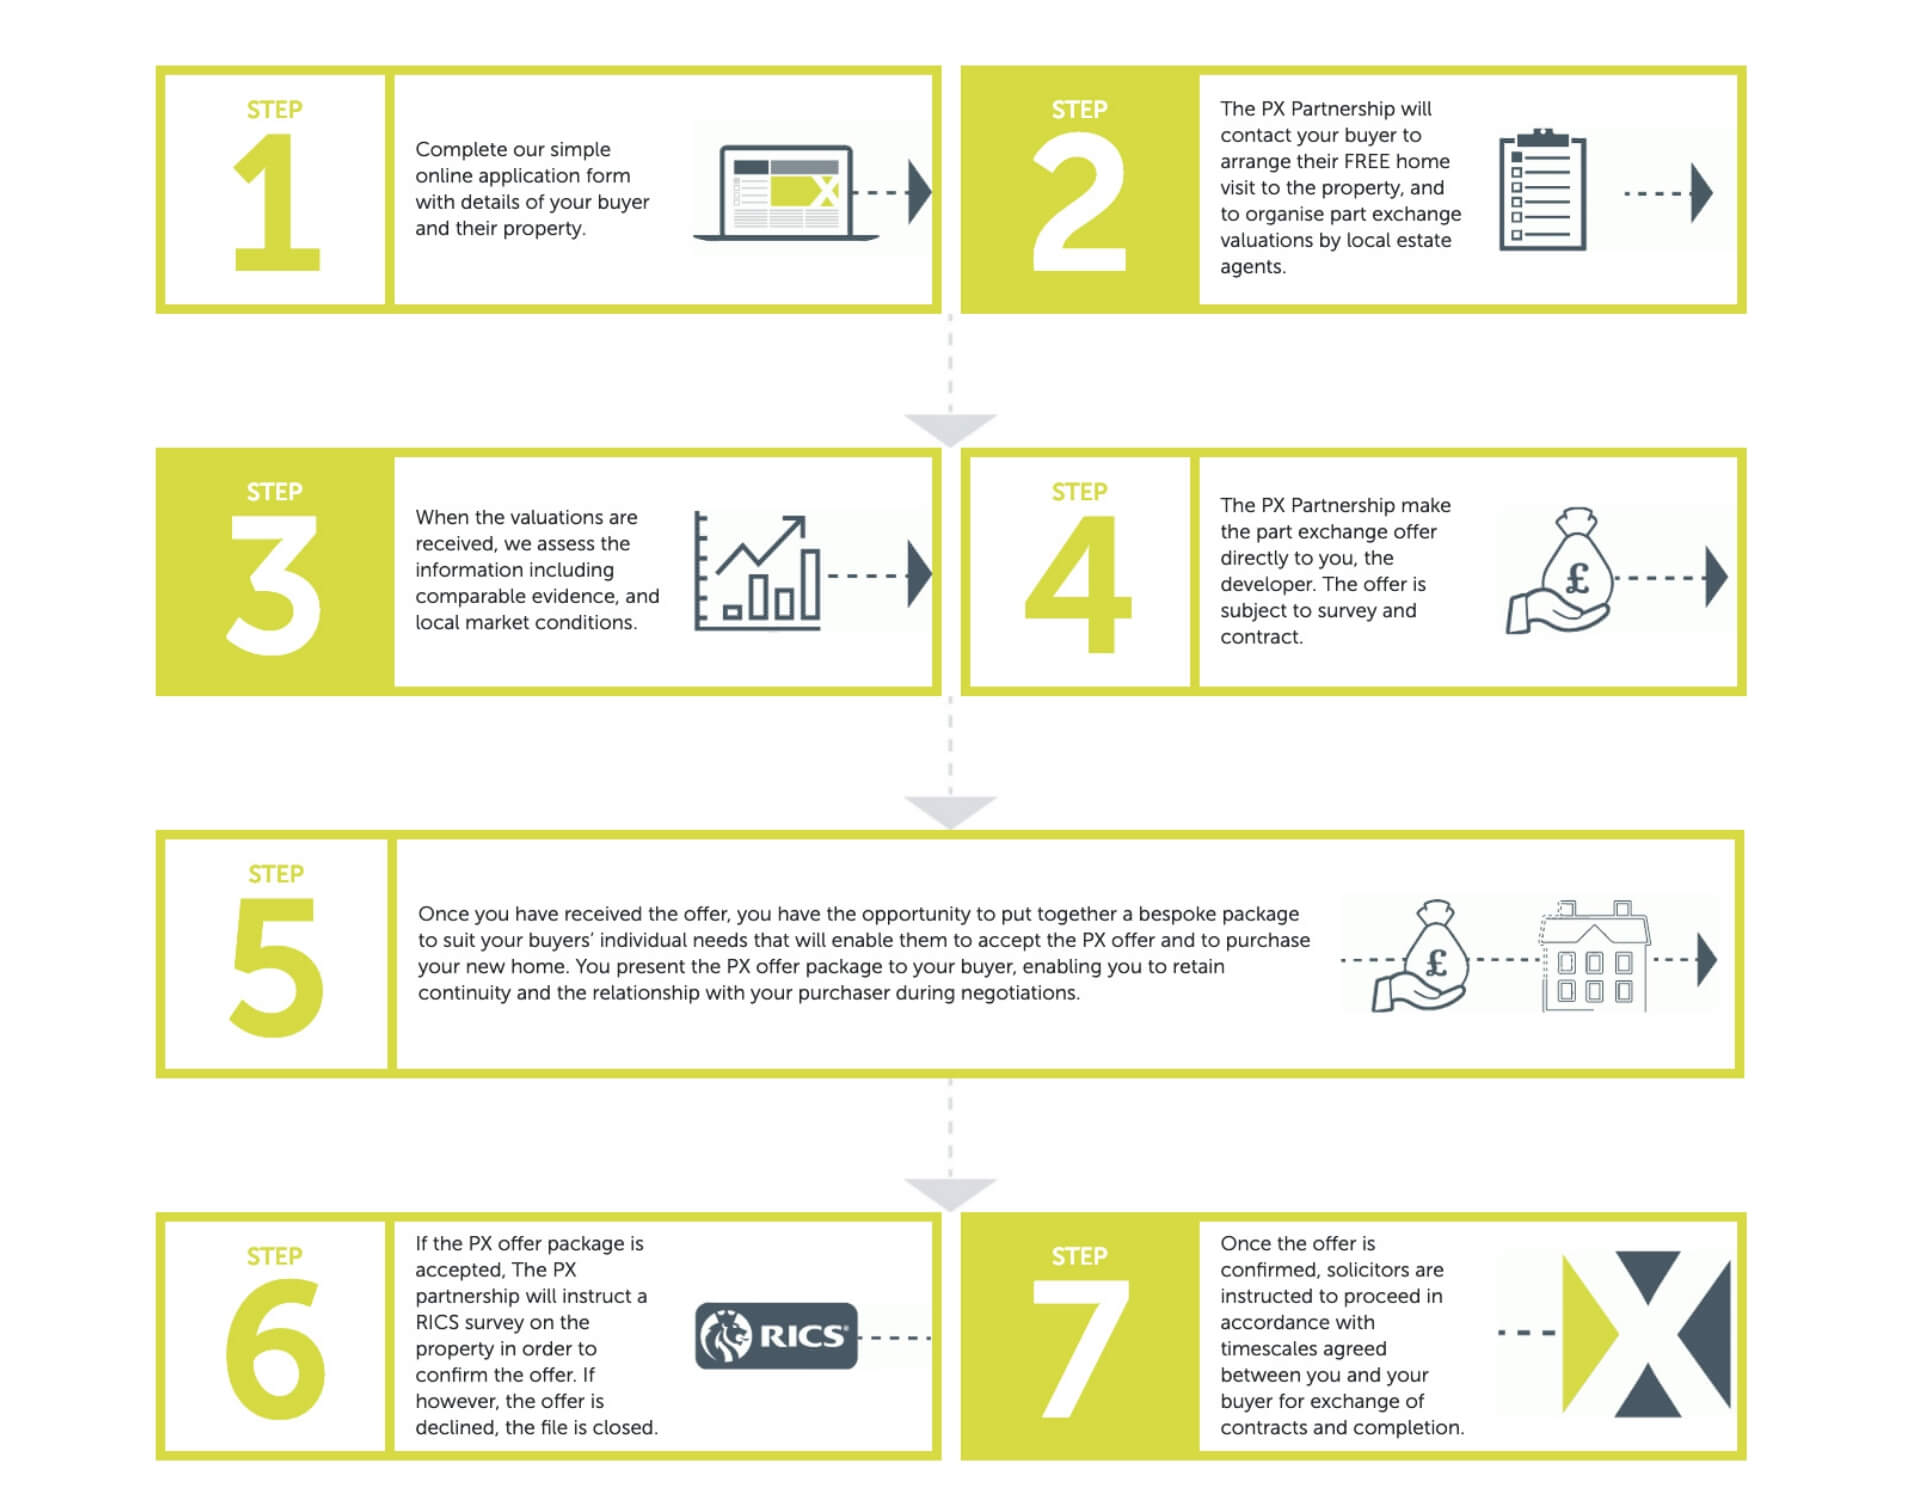 STEP
1
Complete our simple
online application form
with details of your buyer
and their property.
STEP
2
The PX Partnership will
contact your buyer to
arrange their FREE home
visit to the property, and
to organise part exchange
valuations by local estate
agents.
STEP
3
When the valuations are
received, we assess the
information including
comparable evidence, and
local market conditions.
STEP
4
The PX Partnership make
the part exchange offer
directly to you, the
developer. The offer is
subject to survey and
contract.
£
STEP
5
Once you have received the offer, you have the opportunity to put together a bespoke package
to suit your buyers’ individual needs that will enable them to accept the PX offer and to purchase
your new home. You present the PX offer package to your buyer, enabling you to retain
continuity and the relationship with your purchaser during negotiations.
£
STEP
6
If the PX offer package is
accepted, The PX
partnership will instruct a
RICS survey on the
property in order to
confirm the offer. If
however, the offer is
declined, the file is closed.
RICS®
STEP
7
Once the offer is
confirmed, solicitors are
instructed to proceed in
accordance with
timescales agreed
between you and your
buyer for exchange of
contracts and completion.